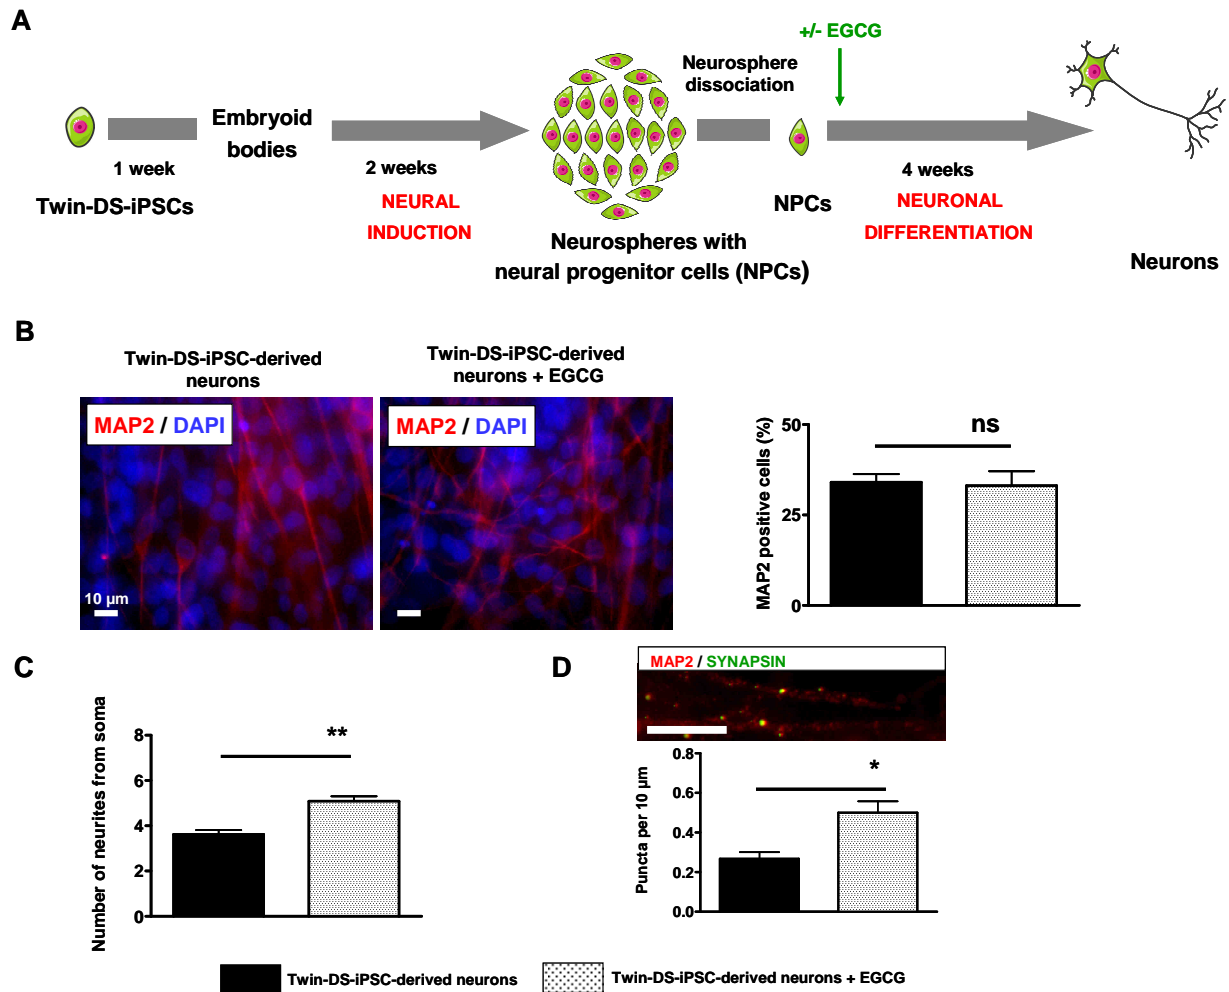 A
+/- EGCG
Neurosphere
dissociation
Embryoid
bodies
1 week
2 weeks
4 weeks
Twin-DS-iPSCs
NEURAL
INDUCTION
NPCs
NEURONAL
DIFFERENTIATION
Neurospheres with
neural progenitor cells (NPCs)
Neurons
B
Twin-DS-iPSC-derived
neurons
Twin-DS-iPSC-derived
neurons + EGCG
MAP2 / DAPI
MAP2 / DAPI
10 µm
MAP2 positive cells (%)
50
25
0
ns
C
Number of neurites from soma
8
6
4
2
0
**
D
MAP2 / SYNAPSIN
Puncta per 10 µm
0.8
0.6
0.4
0.2
0.0
*
Twin-DS-iPSC-derived neurons
Twin-DS-iPSC-derived neurons + EGCG